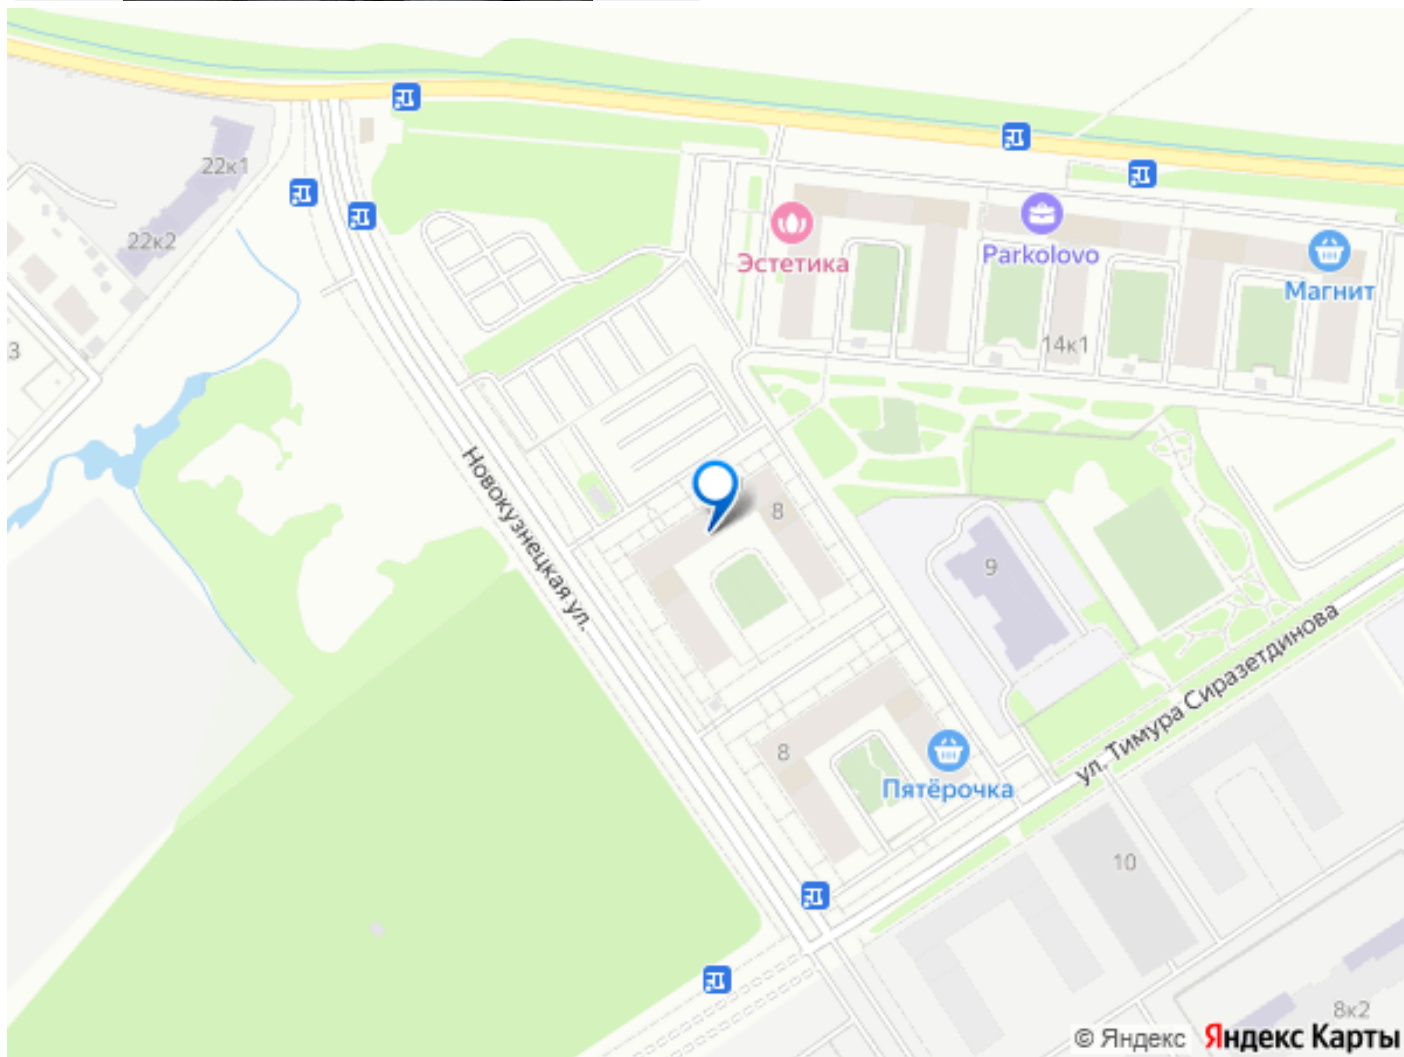 22к1
22к2
3
Эстетика
Parkolovo
Магнит
14к1
Новокузнецкая ул.
8
9
ул. Тимура Сиразетдинова
8
Пятёрочка
10
8к2
© Яндекс Яндекс Карты